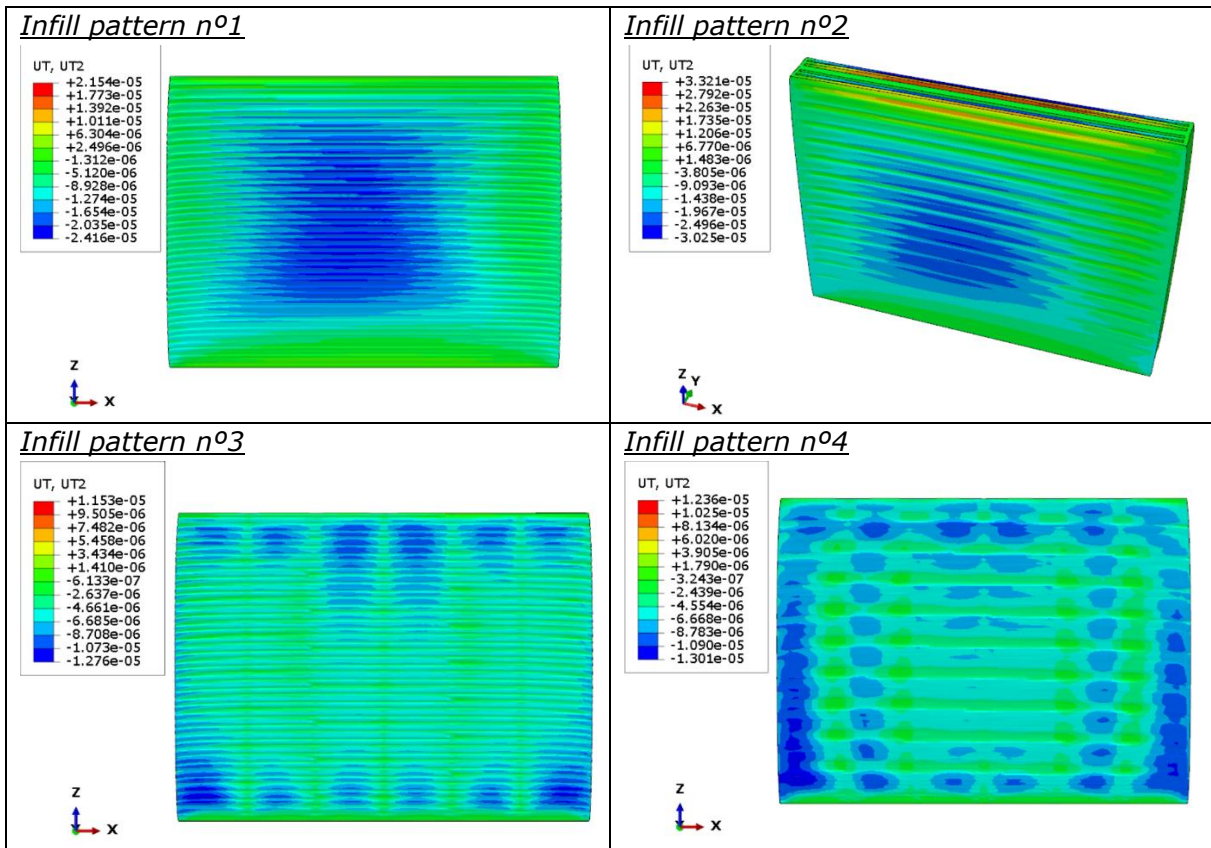 Infill pattern nº1
UT, UT2
+2.154e-05
+1.773e-05
+1.392e-05
+1.011e-05
+6.304e-06
+2.496e-06
-1.312e-06
-5.120e-06
-8.928e-06
-1.274e-05
-1.654e-05
-2.035e-05
-2.416e-05
Z
Y
X
Infill pattern nº2
UT, UT2
+3.321e-05
+2.792e-05
+2.263e-05
+1.735e-05
+1.206e-05
+6.770e-06
+1.483e-06
-3.805e-06
-9.093e-06
-1.438e-05
-1.967e-05
-2.496e-05
-3.025e-05
Z
Y
X
Infill pattern nº3
UT, UT2
+1.153e-05
+9.505e-06
+7.482e-06
+5.458e-06
+3.434e-06
+1.410e-06
-6.133e-07
-2.637e-06
-4.661e-06
-6.685e-06
-8.708e-06
-1.073e-05
-1.276e-05
Z
Y
X
Infill pattern nº4
UT, UT2
+1.236e-05
+1.025e-05
+8.134e-06
+6.020e-06
+3.905e-06
+1.790e-06
-3.243e-07
-2.439e-06
-4.554e-06
-6.668e-06
-8.783e-06
-1.090e-05
-1.301e-05
Z
Y
X